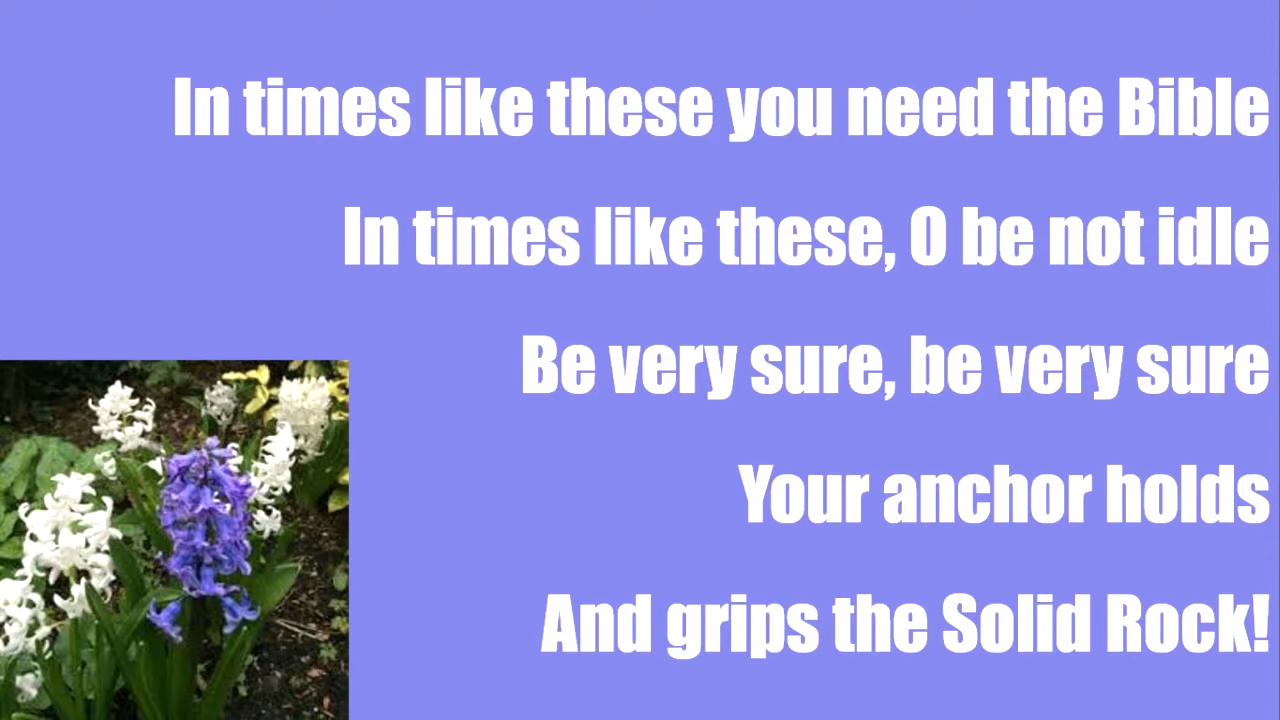 In times like these you need the Bible
In times like these, O be not idle
Be very sure, be very sure
Your anchor holds
And grips the Solid Rock!